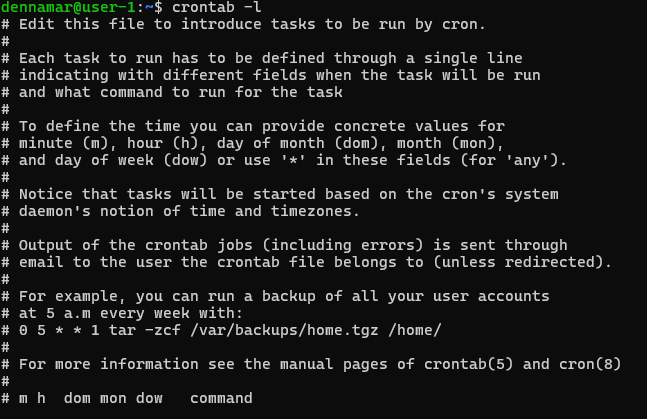 dennamar@user-1:~$ crontab -l
# Edit this file to introduce tasks to be run by cron.
#
# Each task to run has to be defined through a single line
# indicating with different fields when the task will be run
# and what command to run for the task
#
# To define the time you can provide concrete values for
# minute (m), hour (h), day of month (dom), month (mon),
# and day of week (dow) or use '*' in these fields (for 'any').
#
# Notice that tasks will be started based on the cron's system
# daemon's notion of time and timezones.
#
# Output of the crontab jobs (including errors) is sent through
# email to the user the crontab file belongs to (unless redirected).
#
# For example, you can run a backup of all your user accounts
# at 5 a.m every week with:
# 0 5 * * 1 tar -zcf /var/backups/home.tgz /home/
#
# For more information see the manual pages of crontab(5) and cron(8)
#
# m h  dom mon dow   command